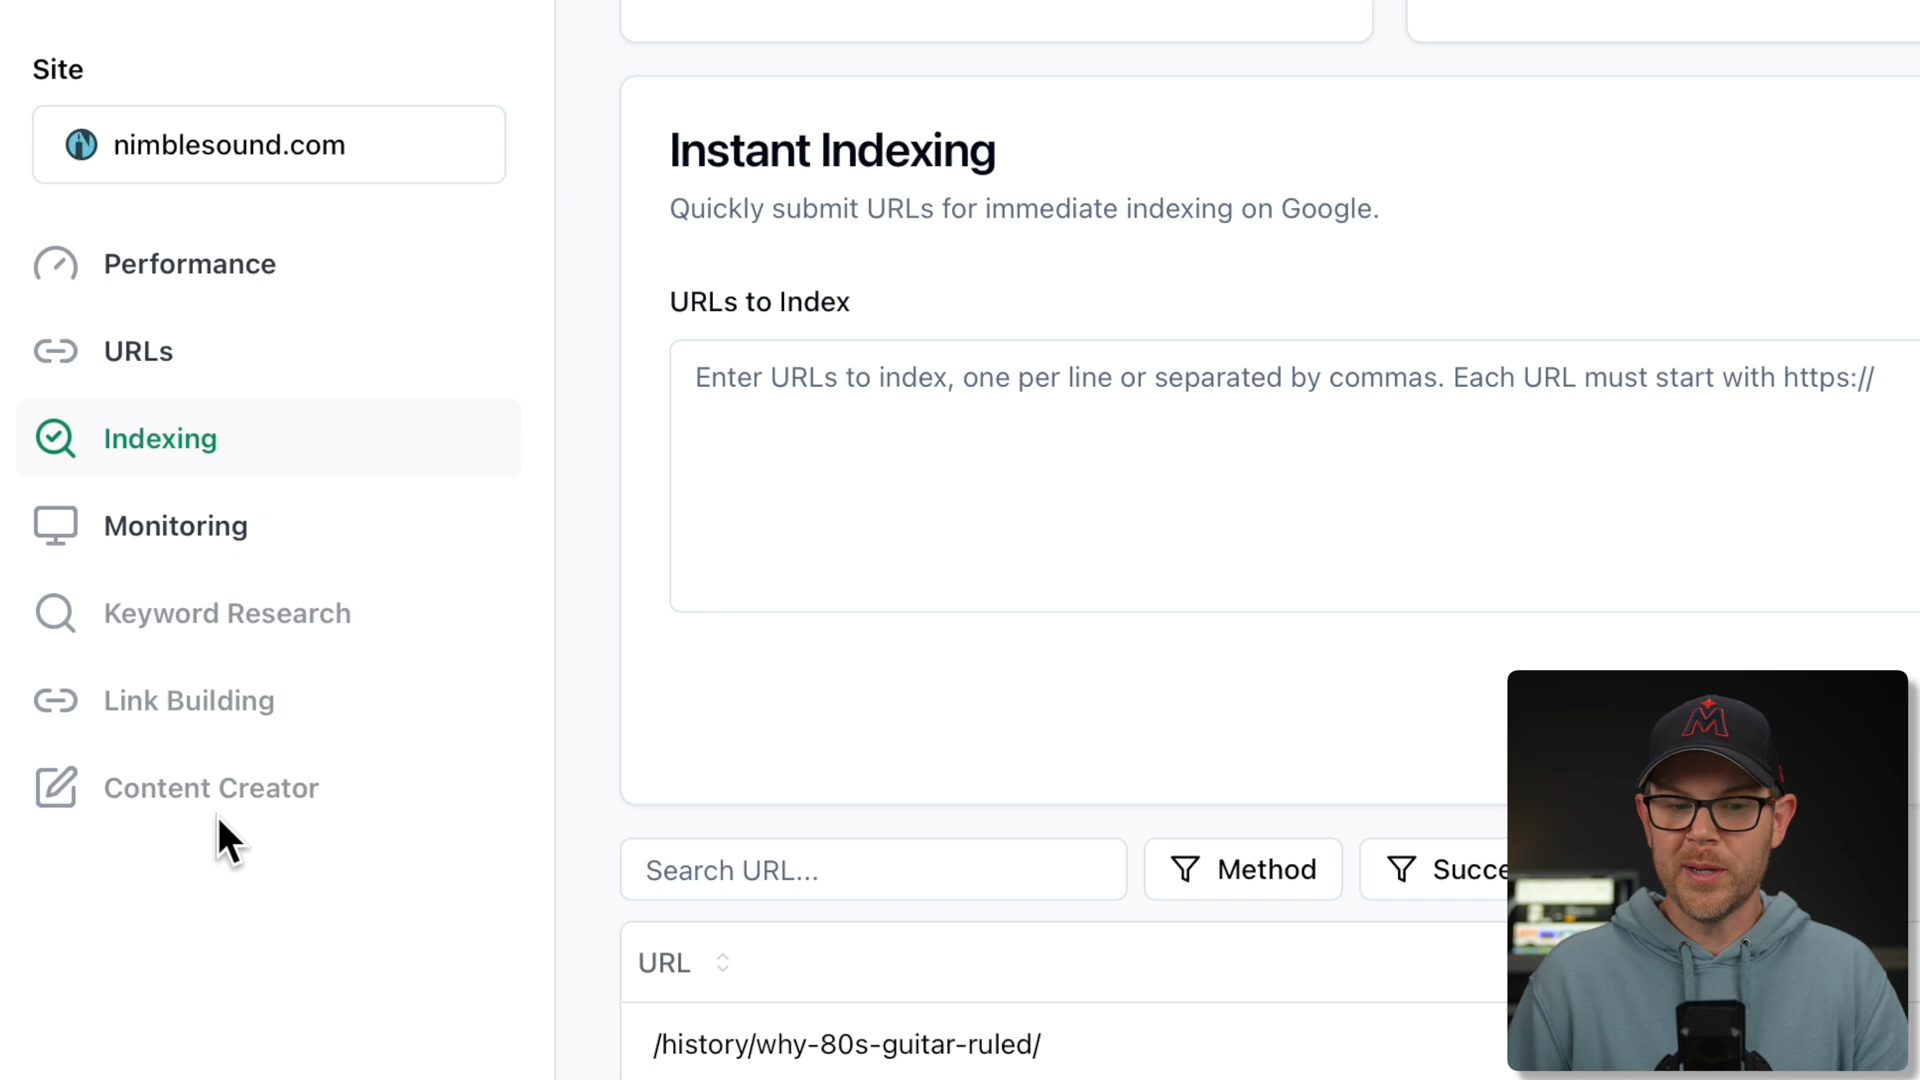 Site
nimblesound.com
Performance
URLs
Indexing
Monitoring
Keyword Research
Link Building
Content Creator
Instant Indexing
Quickly submit URLs for immediate indexing on Google.
URLs to Index
Enter URLs to index, one per line or separated by commas. Each URL must start with https://
Search URL...
Method
Succe
URL
/history/why-80s-guitar-ruled/
M